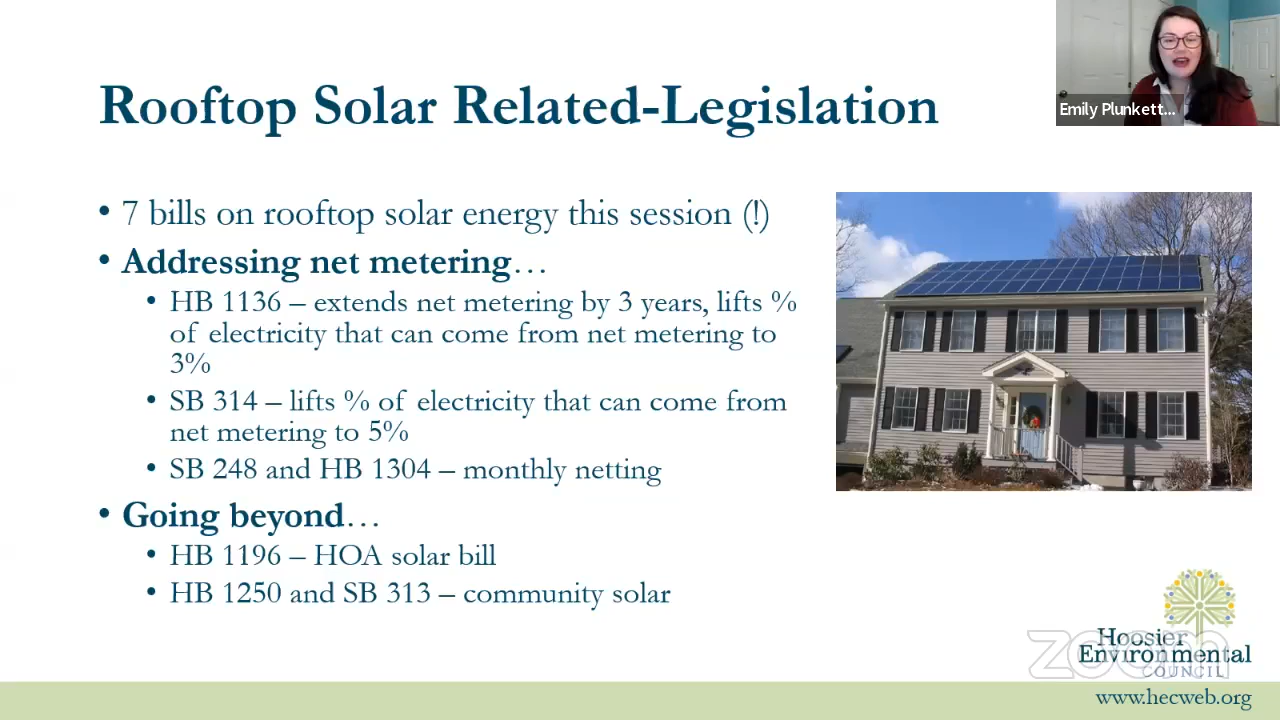 Rooftop Solar Related-Legislation
Emily Plunkett...
• 7 bills on rooftop solar energy this session (!)
• Addressing net metering…
• HB 1136 – extends net metering by 3 years, lifts %
of electricity that can come from net metering to
3%
• SB 314 – lifts % of electricity that can come from
net metering to 5%
• SB 248 and HB 1304 – monthly netting
• Going beyond…
• HB 1196 – HOA solar bill
• HB 1250 and SB 313 – community solar
zoom
Hoosier
Environmental
COUNCIL
www.hecweb.org